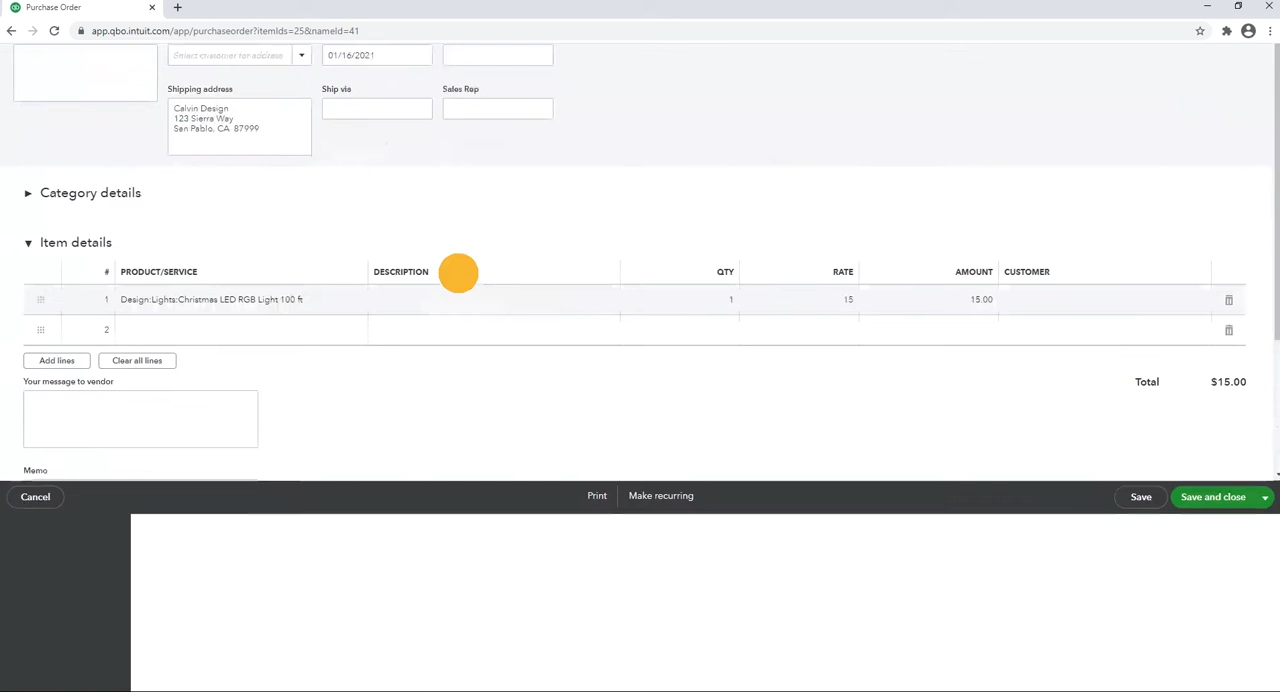 Purchase Order
app.qbo.intuit.com/app/purchaseorder?itemIds=25&nameId=41
Select customer for address
01/16/2021
Shipping address
Ship via
Sales Rep
Calvin Design
123 Sierra Way
San Pablo, CA 87999
Category details
Item details
# PRODUCT/SERVICE DESCRIPTION QTY RATE AMOUNT CUSTOMER
1 Design:Lights:Christmas LED RGB Light 100 ft 1 15 15.00
2
Add lines Clear all lines
Your message to vendor
Total $15.00
Memo
Cancel Print Make recurring Save Save and close